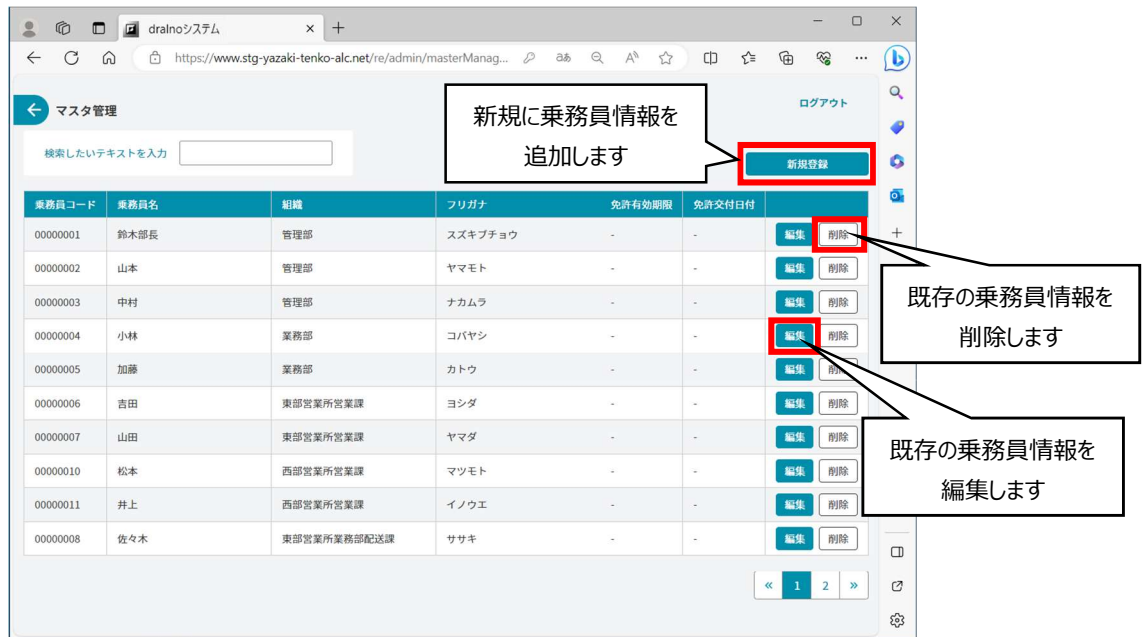 dralnoシステム
https://www.stg-yazaki-tenko-alc.net/re/admin/masterManag...
マスタ管理
ログアウト
新規に乗務員情報を
追加します
検索したいテキストを入力
新規登録
乗務員コード 乗務員名 組織 フリガナ 免許有効期限 免許交付日付
00000001 鈴木部長 管理部 スズキブチョウ - - 編集 削除
00000002 山本 管理部 ヤマモト - - 編集 削除
00000003 中村 管理部 ナカムラ - - 編集 削除
00000004 小林 業務部 コバヤシ - - 編集 削除
00000005 加藤 業務部 カトウ - - 編集 削除
00000006 吉田 東部営業所営業課 ヨシダ - - 編集 削除
00000007 山田 東部営業所営業課 ヤマダ - - 編集 削除
00000010 松本 西部営業所営業課 マツモト - - 編集 削除
00000011 井上 西部営業所営業課 イノウエ - - 編集 削除
00000008 佐々木 東部営業所業務部配送課 ササキ - - 編集 削除
既存の乗務員情報を
削除します
既存の乗務員情報を
編集します
« 1 2 »